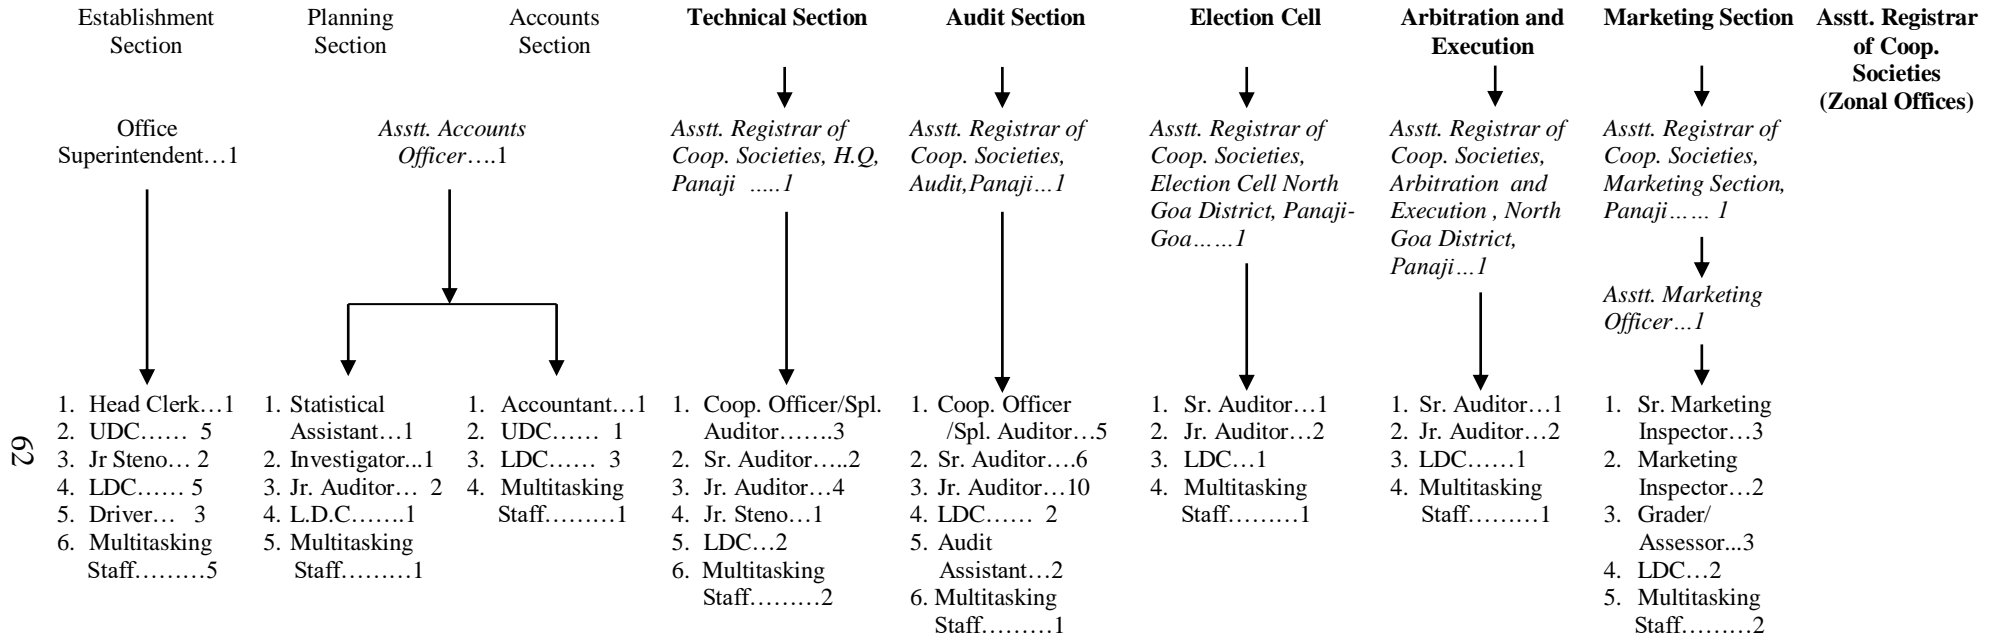 Establishment
Section
Office
Superintendent…1
1. Head Clerk…1
2. UDC…… 5
3. Jr Steno… 2
4. LDC…… 5
5. Driver… 3
6. Multitasking
Staff………5
Planning
Section
Accounts
Section
Asstt. Accounts
Officer….1
1. Statistical
Assistant…1
2. Investigator...1
3. Jr. Auditor… 2
4. L.D.C…….1
5. Multitasking
Staff………1
1. Accountant…1
2. UDC…… 1
3. LDC…… 3
4. Multitasking
Staff………1
Technical Section
Asstt. Registrar of
Coop. Societies, H.Q,
Panaji …..1
1. Coop. Officer/Spl.
Auditor…….3
2. Sr. Auditor…..2
3. Jr. Auditor…4
4. Jr. Steno…1
5. LDC…2
6. Multitasking
Staff………2
Audit Section
Asstt. Registrar of
Coop. Societies,
Audit,Panaji…1
1. Coop. Officer
/Spl. Auditor…5
2. Sr. Auditor….6
3. Jr. Auditor…10
4. LDC…… 2
5. Audit
Assistant…2
6. Multitasking
Staff………1
Election Cell
Asstt. Registrar of
Coop. Societies,
Election Cell North
Goa District, Panaji-
Goa……1
1. Sr. Auditor…1
2. Jr. Auditor…2
3. LDC…1
4. Multitasking
Staff………1
Arbitration and
Execution
Asstt. Registrar of
Coop. Societies,
Arbitration and
Execution , North
Goa District,
Panaji…1
1. Sr. Auditor…1
2. Jr. Auditor…2
3. LDC……1
4. Multitasking
Staff………1
Marketing Section
Asstt. Registrar of
Coop. Societies,
Marketing Section,
Panaji…… 1
Asstt. Marketing
Officer…1
1. Sr. Marketing
Inspector…3
2. Marketing
Inspector…2
3. Grader/
Assessor...3
4. LDC…2
5. Multitasking
Staff………2
Asstt. Registrar
of Coop.
Societies
(Zonal Offices)
62